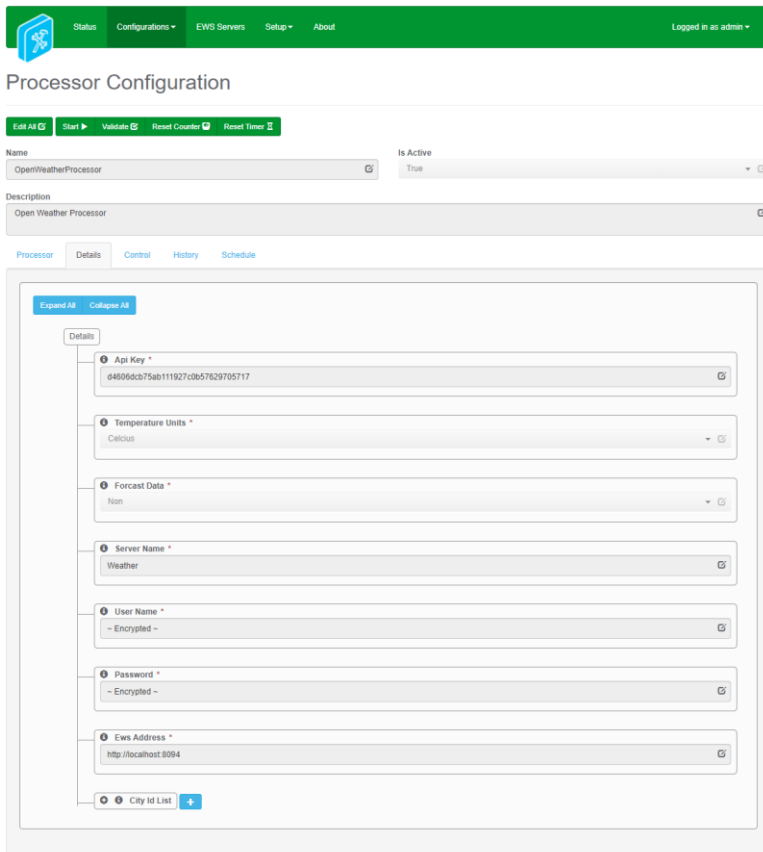 Status Configurations EWS Servers Setup About Logged in as admin
Processor Configuration
Edit All Start Validate Reset Counter Reset Timer
Name Is Active
OpenWeatherProcessor True
Description
Open Weather Processor
Processor Details Control History Schedule
Expand All Collapse All
Details
Api Key *
d4606dcb75ab111927c0b57629705717
Temperature Units *
Celcius
Forcast Data *
Non
Server Name *
Weather
User Name *
~ Encrypted ~
Password *
~ Encrypted ~
Ews Address *
http://localhost:8094
City Id List